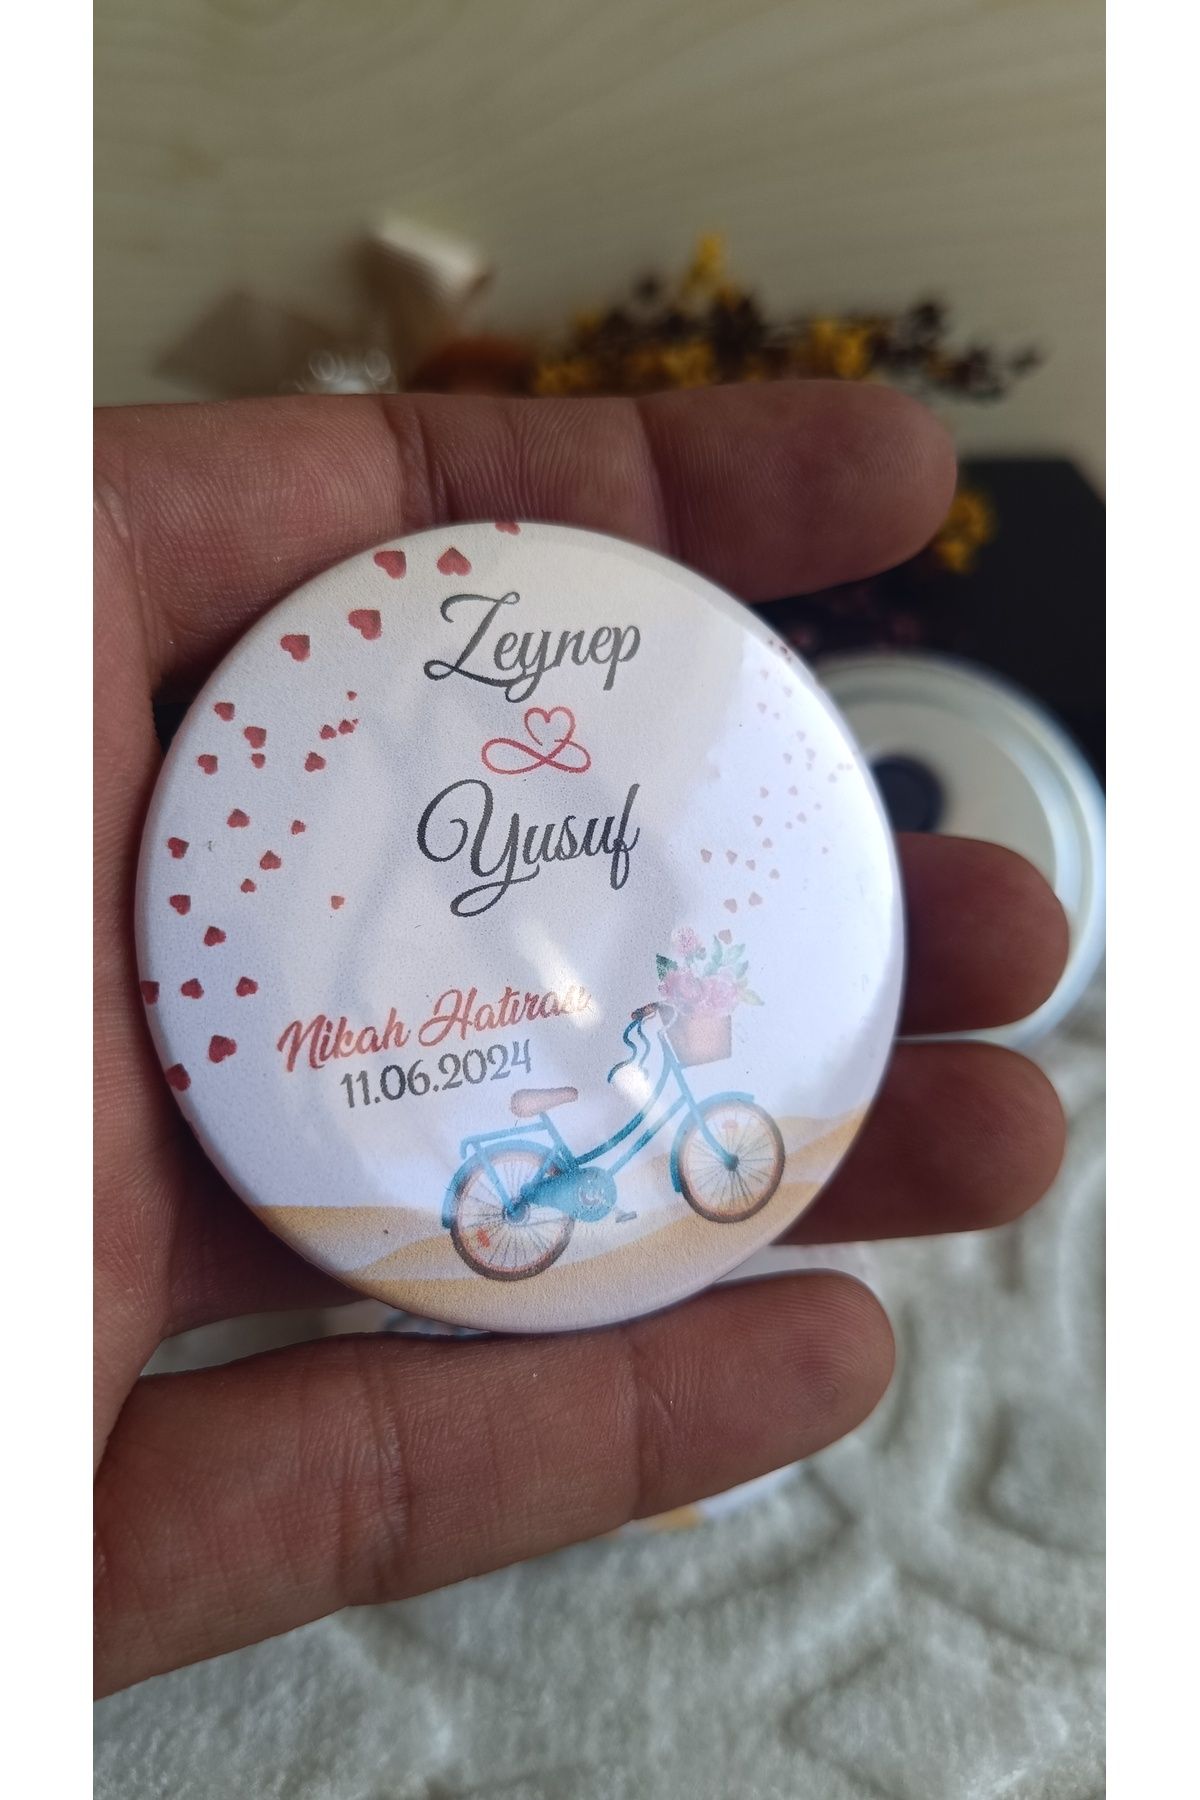 Zeynep
Yusuf
Nikah Hatırası
11.06.2024